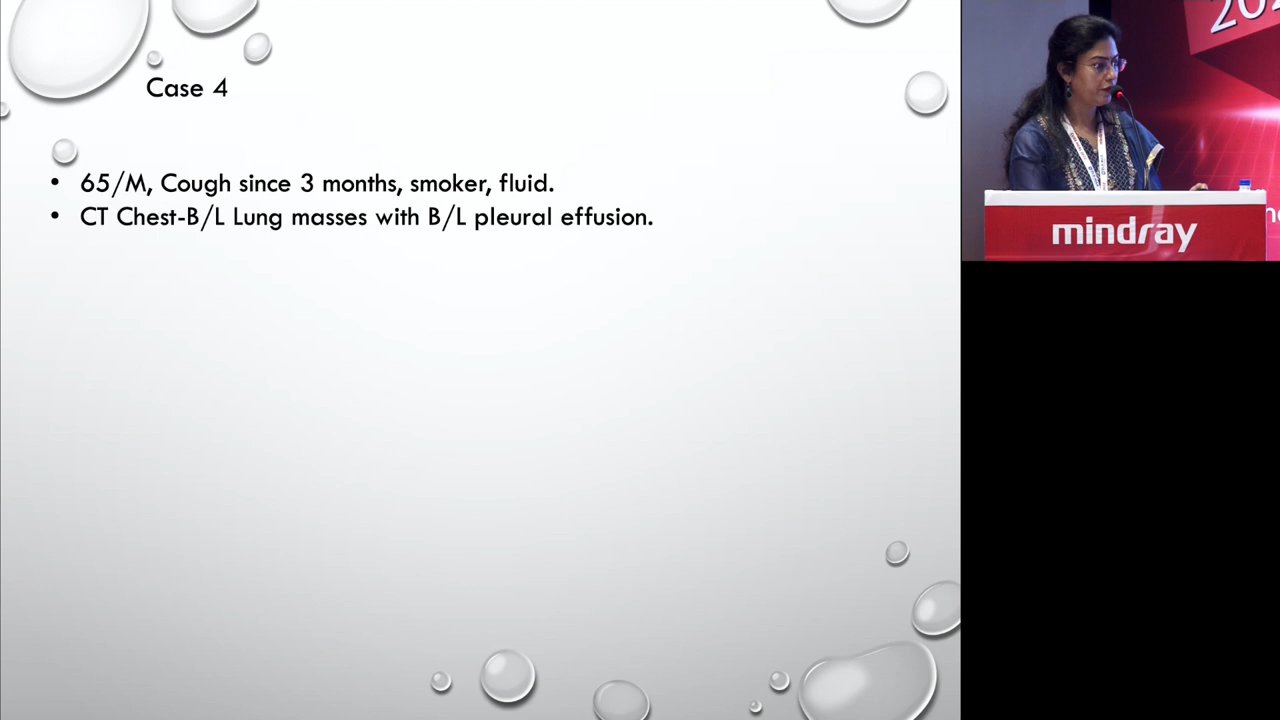 Case 4
• 65/M, Cough since 3 months, smoker, fluid.
• CT Chest-B/L Lung masses with B/L pleural effusion.
mindray